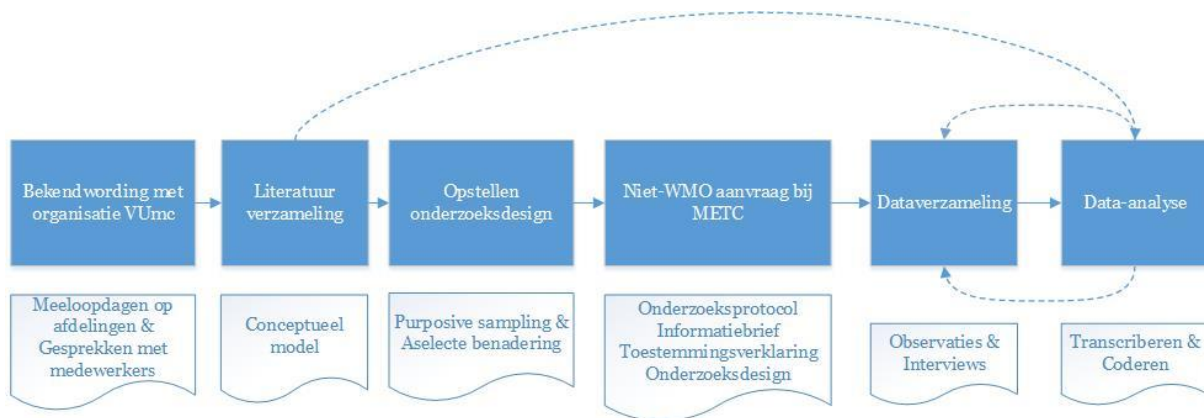 Bekendwording met
organisatie VUmc
Literatuur
verzameling
Opstellen
onderzoeksdesign
Niet-WMO aanvraag bij
METC
Dataverzameling
Data-analyse
Meeloopdagen op
afdelingen &
Gesprekken met
medewerkers
Conceptueel
model
Purposive sampling &
Aselecte benadering
Onderzoeksprotocol
Informatiebrief
Toestemmingsverklaring
Onderzoeksdesign
Observaties &
Interviews
Transcriberen &
Coderen